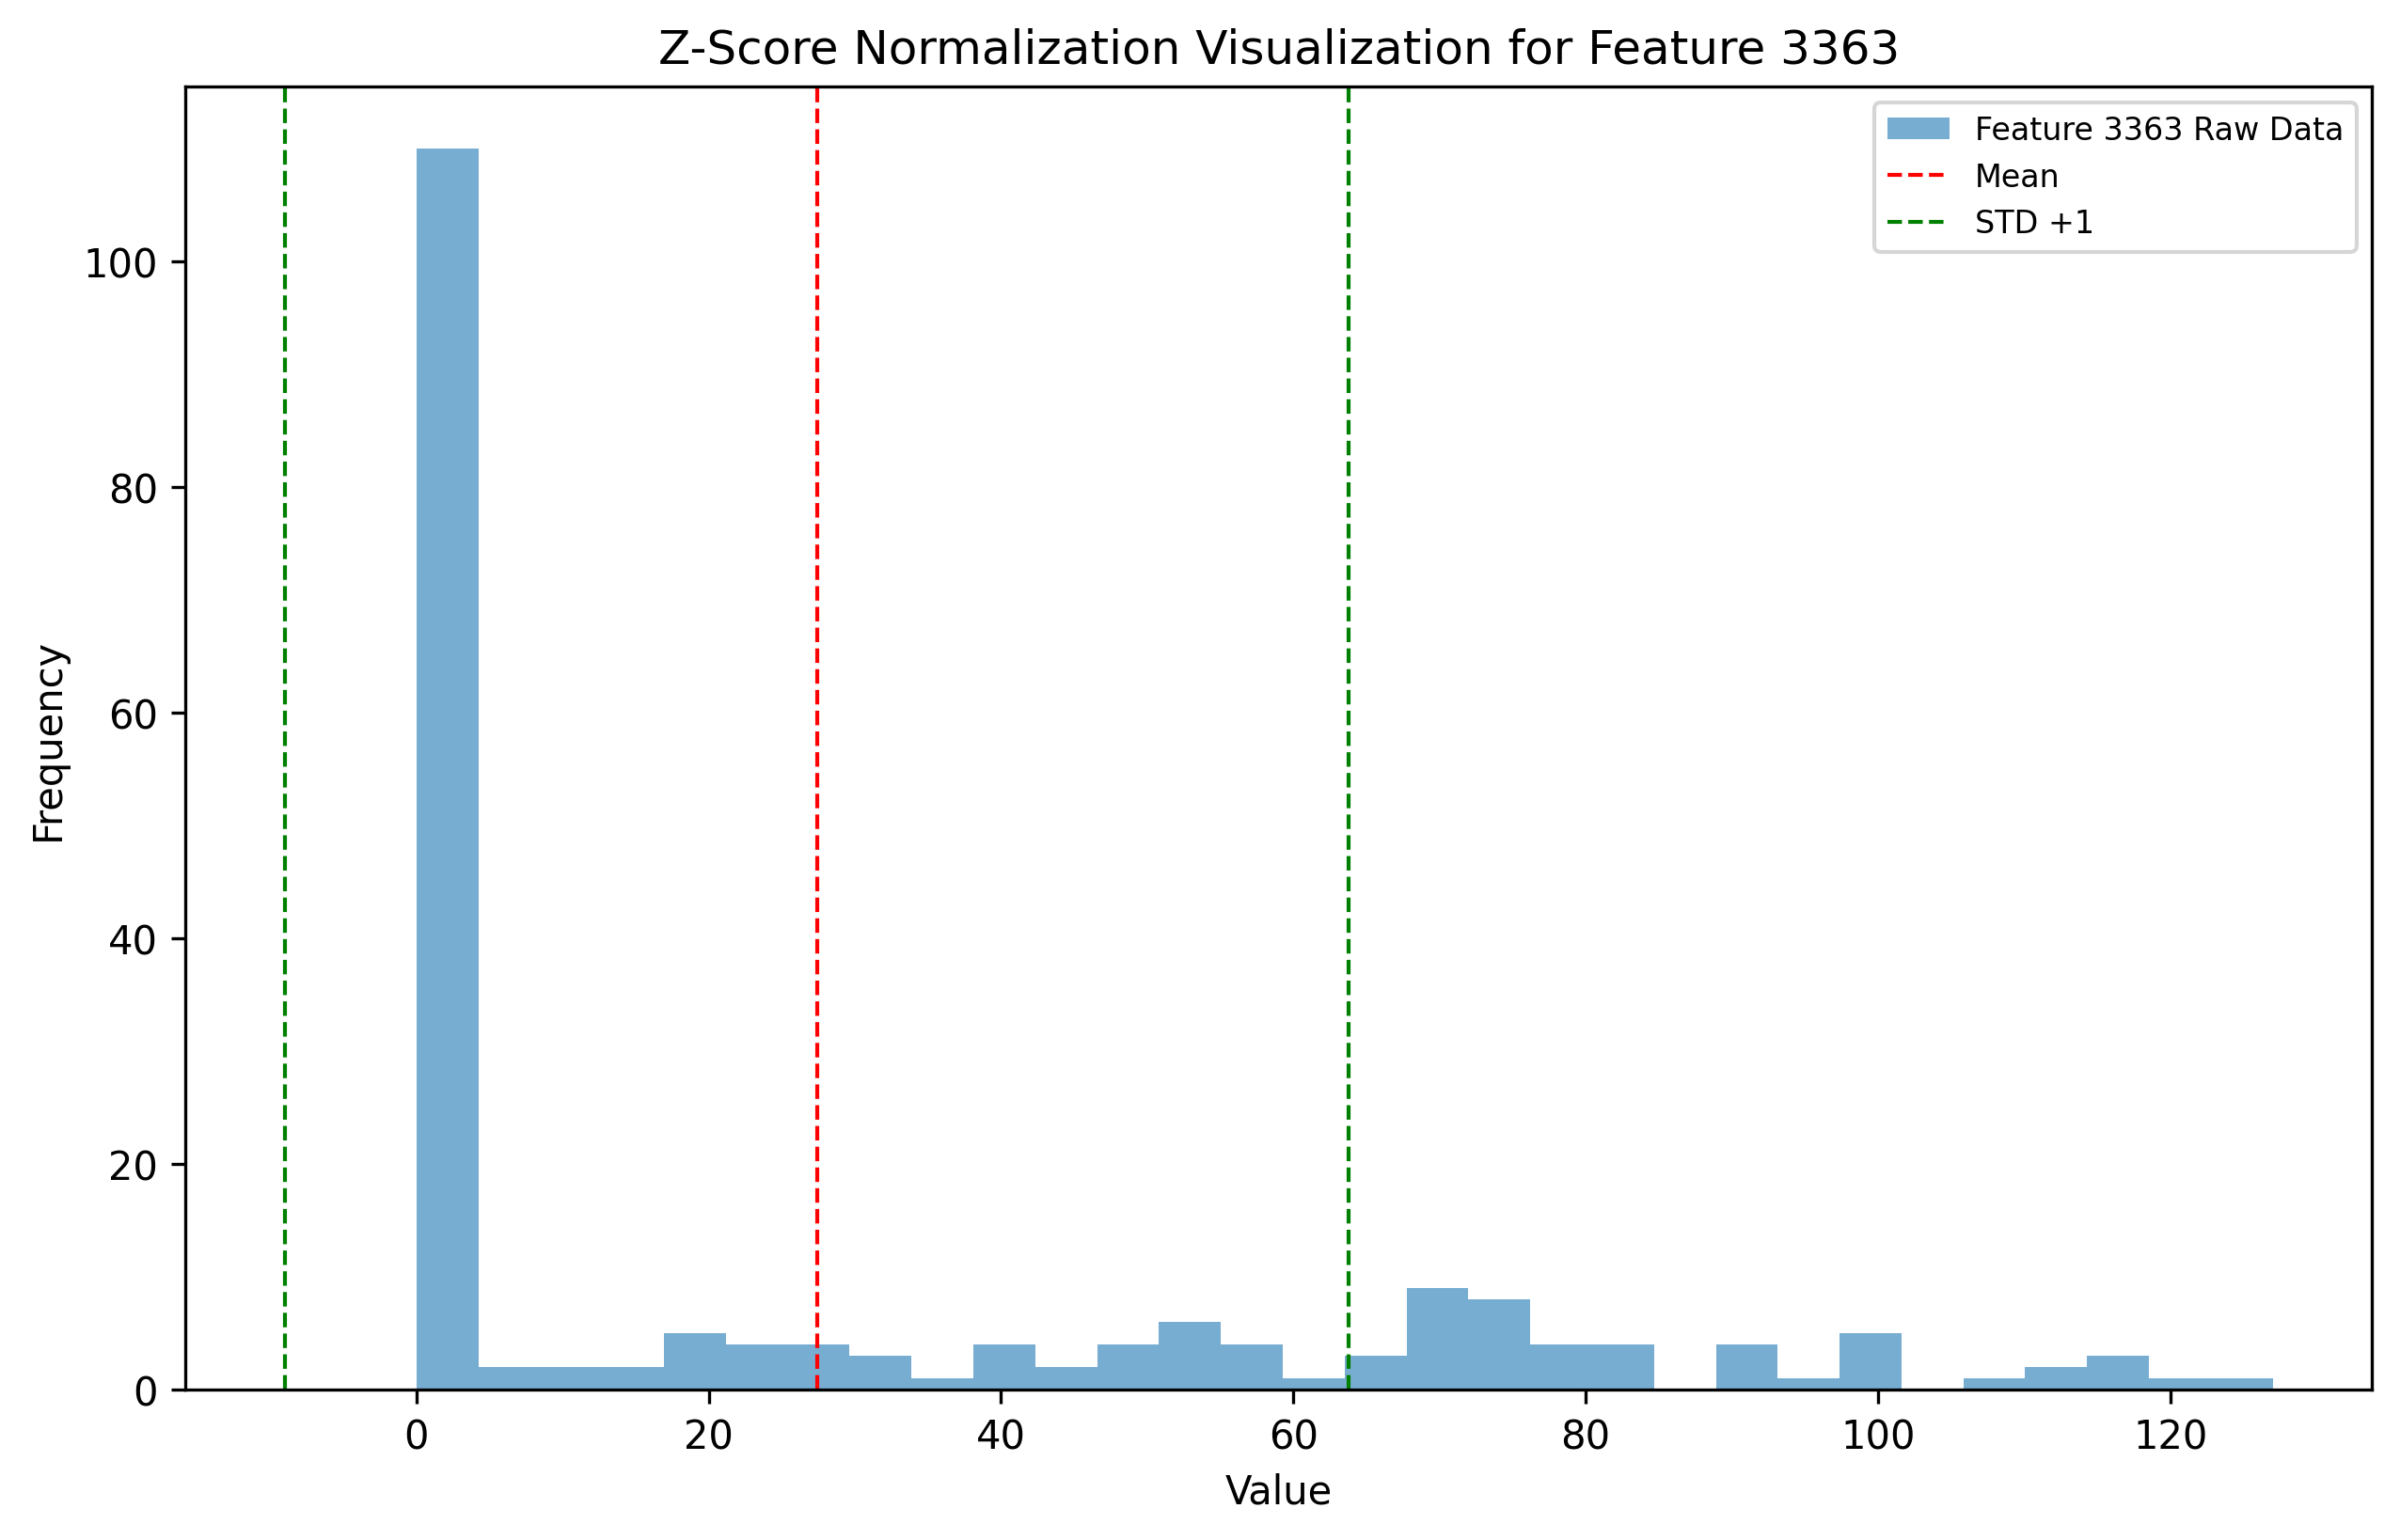 Z-Score Normalization Visualization for Feature 3363
Feature 3363 Raw Data
Mean
STD +1
100
80
60
40
20
0
Frequency
0 20 40 60 80 100 120
Value